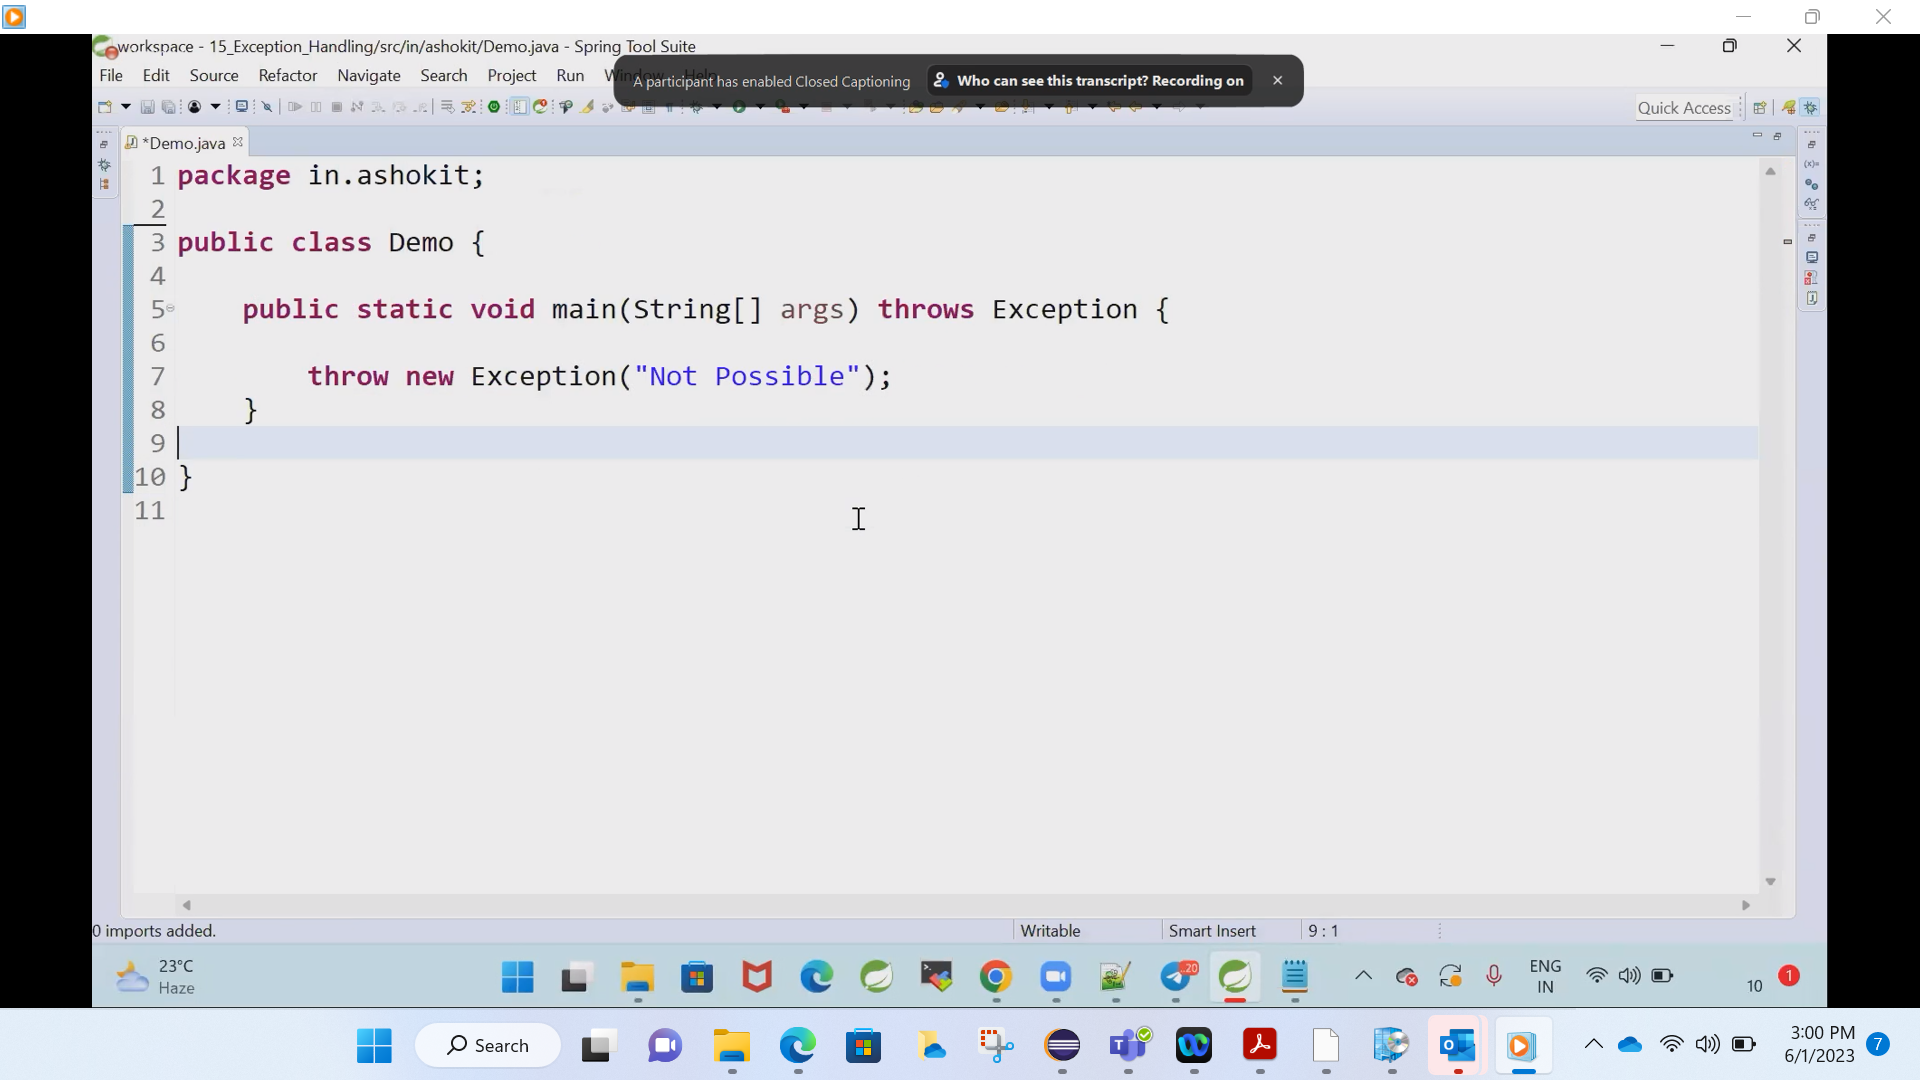 workspace - 15_Exception_Handling/src/in/ashokit/Demo.java - Spring Tool Suite
File Edit Source Refactor Navigate Search Project Run Window Help
A participant has enabled Closed Captioning Who can see this transcript? Recording on
Quick Access
*Demo.java
1 package in.ashokit;
2
3 public class Demo {
4
5 public static void main(String[] args) throws Exception {
6
7 throw new Exception("Not Possible");
8 }
9
10 }
11
0 imports added. Writable Smart Insert 9 : 1
23°C
Haze
20
ENG
IN
10 1
Search
3:00 PM
6/1/2023
7